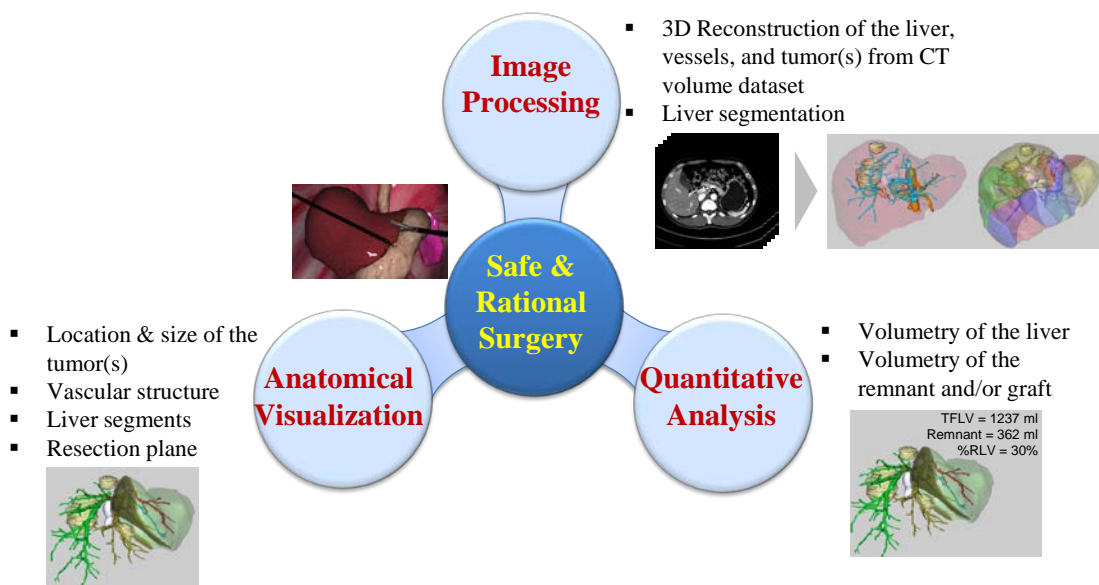 Image
Processing
▪ 3D Reconstruction of the liver,
vessels, and tumor(s) from CT
volume dataset
▪ Liver segmentation
Safe &
Rational
Surgery
▪ Location & size of the
tumor(s)
▪ Vascular structure
▪ Liver segments
▪ Resection plane
Anatomical
Visualization
Quantitative
Analysis
▪ Volumetry of the liver
▪ Volumetry of the
remnant and/or graft
TFLV = 1237 ml
Remnant = 362 ml
%RLV = 30%